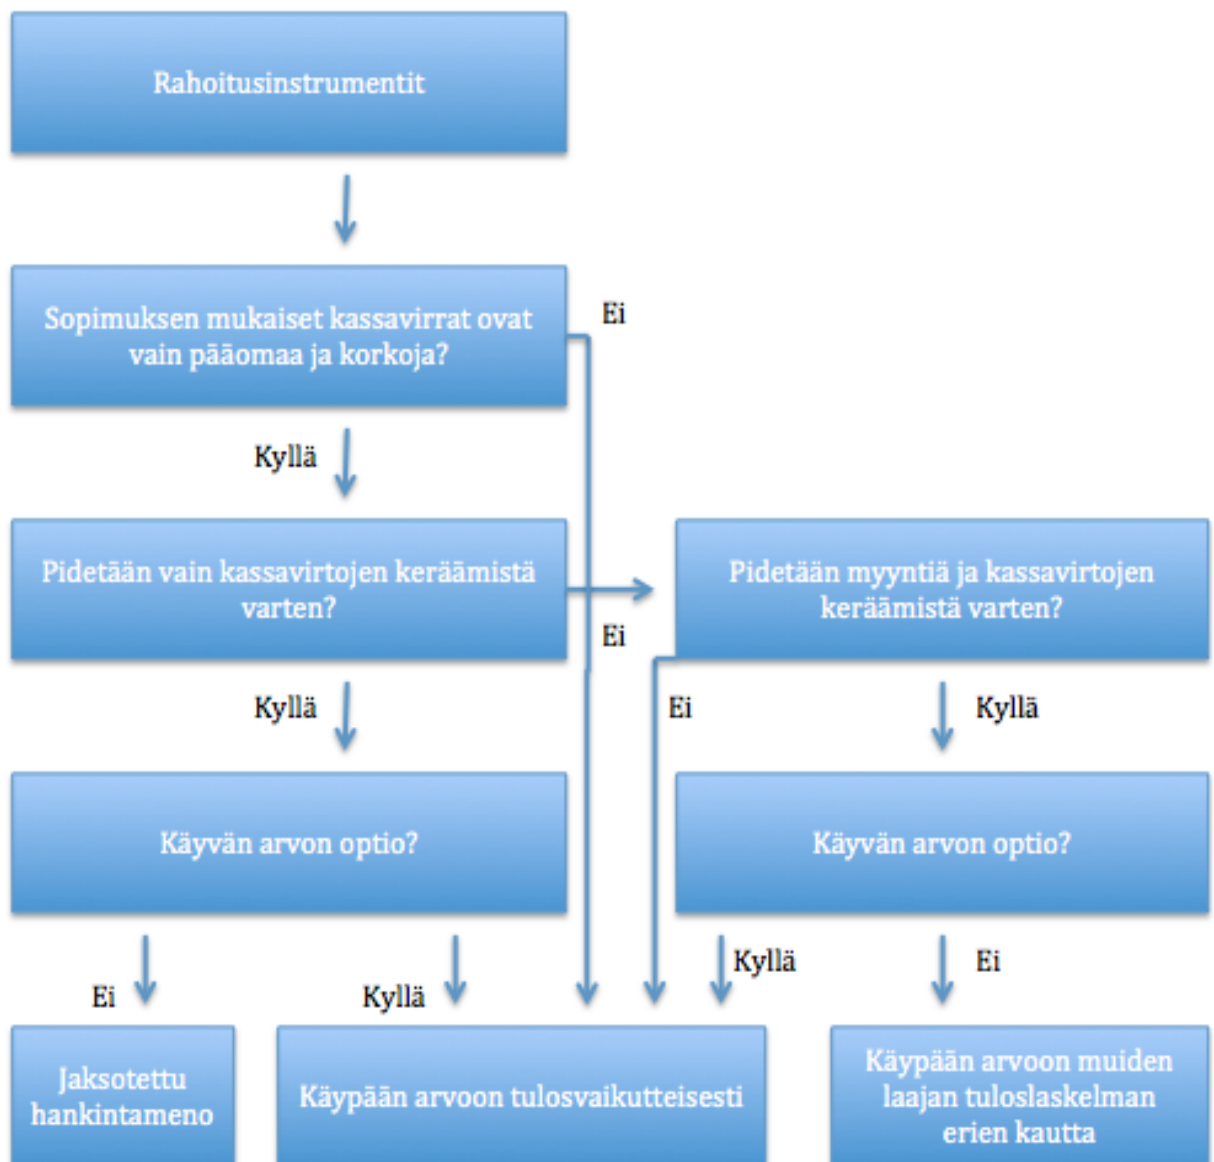 Rahoitusinstrumentit
Sopimuksen mukaiset kassavirrat ovat
vain pääomaa ja korkoja?
Ei
Kyllä
Pidetään vain kassavirtojen keräämistä
varten?
Ei
Pidetään myyntiä ja kassavirtojen
keräämistä varten?
Kyllä
Ei
Kyllä
Käyvän arvon optio?
Käyvän arvon optio?
Ei
Kyllä
Kyllä
Ei
Jaksotettu
hankintameno
Käypään arvoon tulosvaikutteisesti
Käypään arvoon muiden
laajan tuloslaskelman
erien kautta